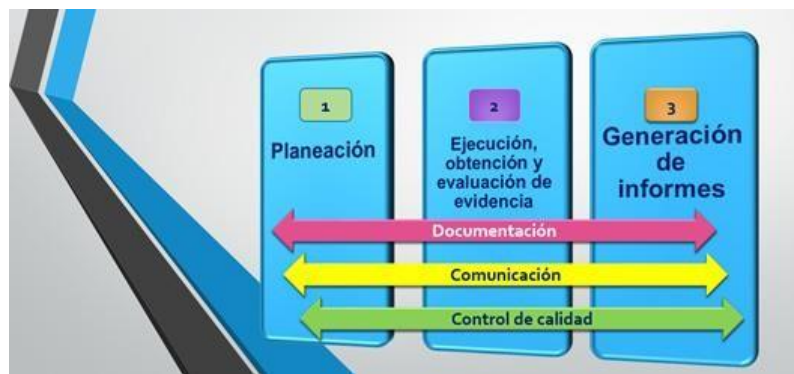 1
Planeación
2
Ejecución,
obtención y
evaluación de
evidencia
3
Generación
de
informes
Documentación
Comunicación
Control de calidad